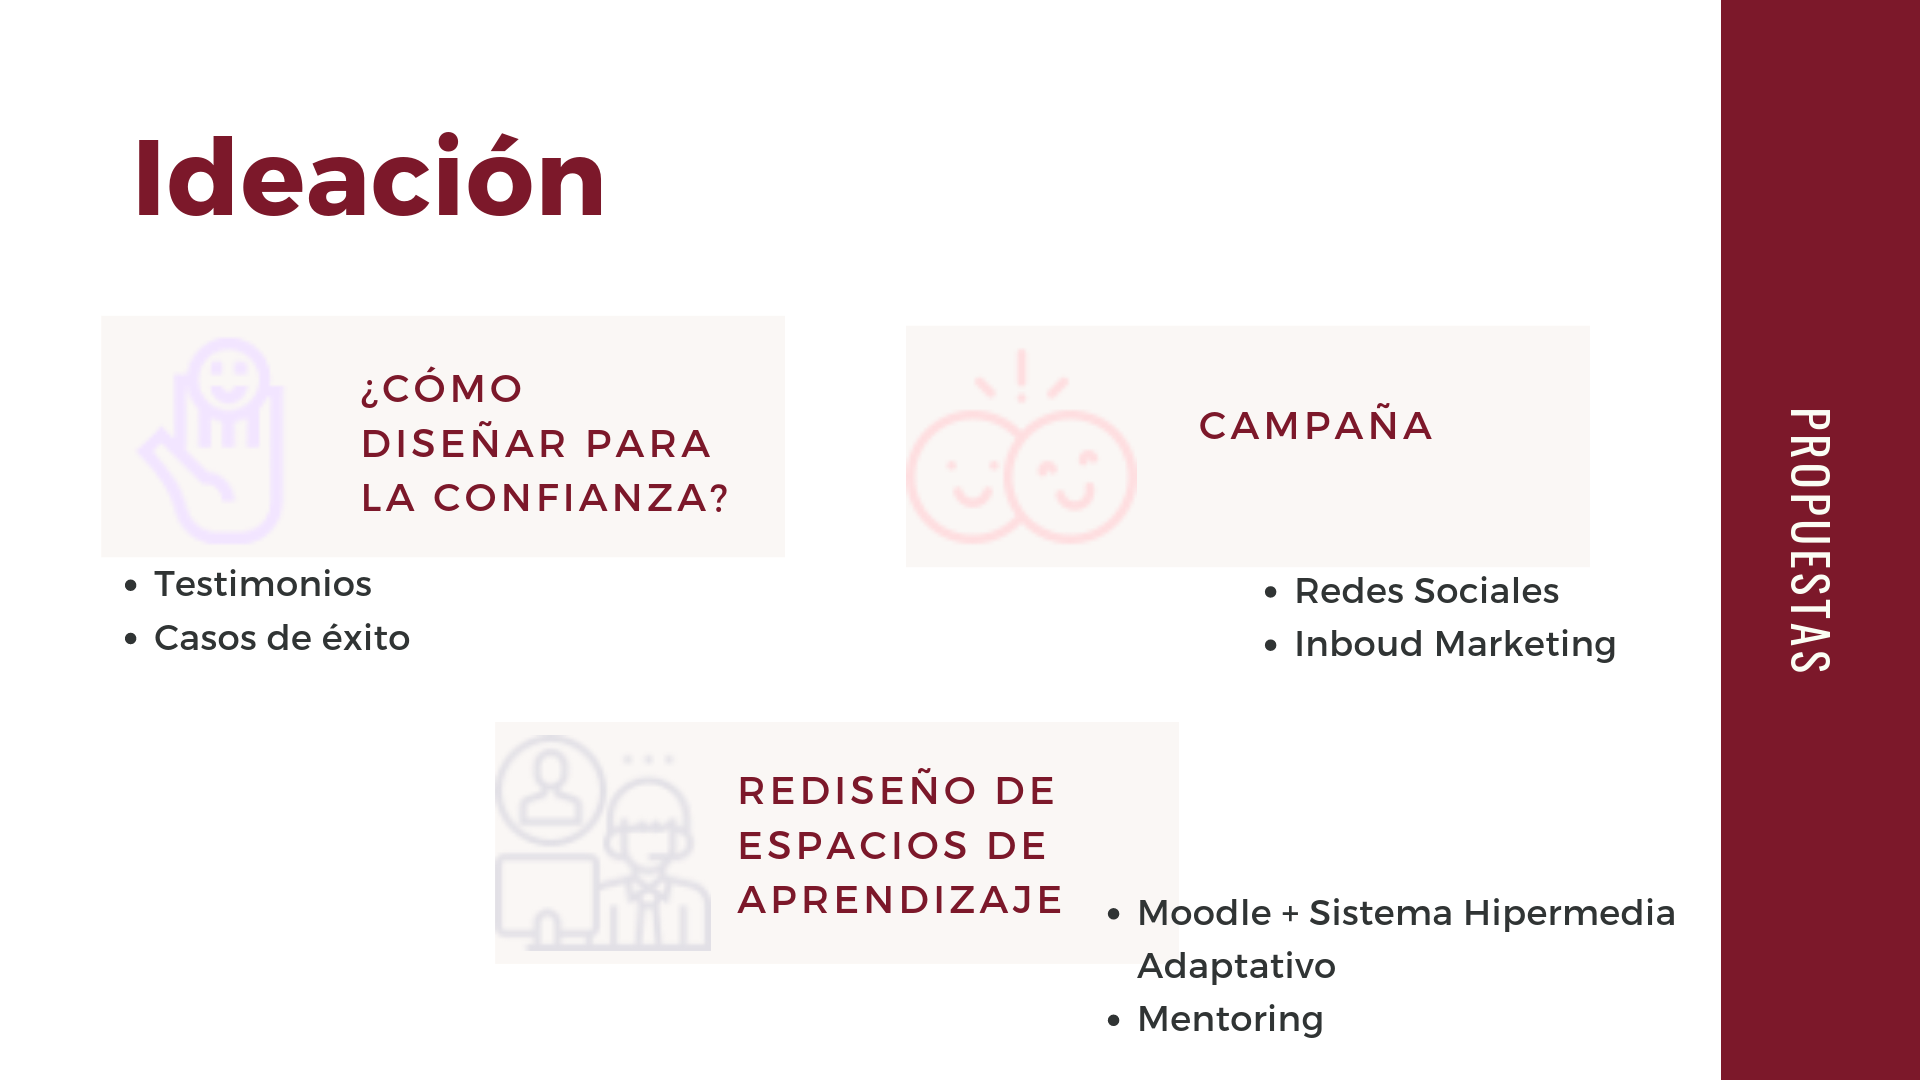 Ideación
¿CÓMO
DISEÑAR PARA
LA CONFIANZA?
• Testimonios
• Casos de éxito
CAMPAÑA
• Redes Sociales
• Inboud Marketing
REDISEÑO DE
ESPACIOS DE
APRENDIZAJE
• Moodle + Sistema Hipermedia
Adaptativo
• Mentoring
PROPUESTAS